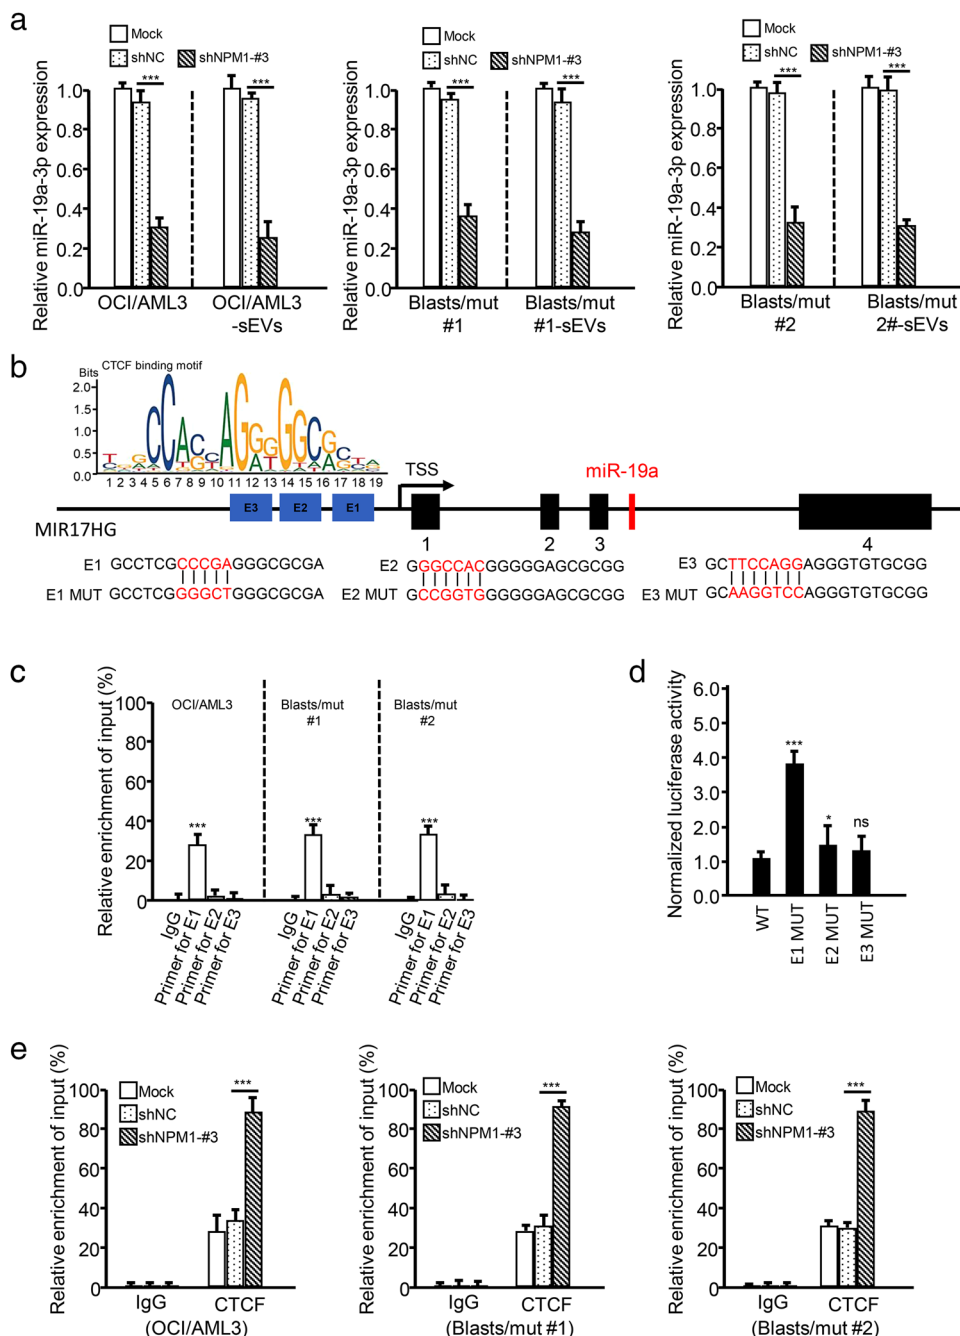 a
Mock
shNC
shNPM1-#3
***
***
Relative miR-19a-3p expression
1.0
0.8
0.6
0.4
0.2
0.0
OCI/AML3
OCI/AML3
-sEVs
Mock
shNC
shNPM1-#3
***
***
Relative miR-19a-3p expression
1.0
0.8
0.6
0.4
0.2
0.0
Blasts/mut
#1
Blasts/mut
#1-sEVs
Mock
shNC
shNPM1-#3
***
***
Relative miR-19a-3p expression
1.0
0.8
0.6
0.4
0.2
0.0
Blasts/mut
#2
Blasts/mut
2#-sEVs
b
CTCF binding motif
Bits
2.0
1.5
1.0
0.5
0.0
1 2 3 4 5 6 7 8 9 10 11 12 13 14 15 16 17 18 19
TSS
miR-19a
E3
E2
E1
MIR17HG
1
2
3
4
E1 GCCTCGCCCGAGGGCGCGA
E1 MUT GCCTCGGGGCTGGGCGCGA
E2 GGGCCACGGGGGAGCGCGG
E2 MUT GCCGGTGGGGGGAGCGCGG
E3 GCTTCCAGGAGGGTGTGCGG
E3 MUT GCAAGGTCCAGGGTGTGCGG
c
Relative enrichment of input (%)
100
80
60
40
20
0
OCI/AML3
***
IgG
Primer for E1
Primer for E2
Primer for E3
Blasts/mut
#1
***
IgG
Primer for E1
Primer for E2
Primer for E3
Blasts/mut
#2
***
IgG
Primer for E1
Primer for E2
Primer for E3
d
Normalized luciferase activity
6.0
4.0
2.0
1.0
0.0
***
*
ns
WT
E1 MUT
E2 MUT
E3 MUT
e
Relative enrichment of input (%)
100
80
60
40
20
0
Mock
shNC
shNPM1-#3
***
IgG
CTCF
(OCI/AML3)
Relative enrichment of input (%)
100
80
60
40
20
0
Mock
shNC
shNPM1-#3
***
IgG
CTCF
(Blasts/mut #1)
Relative enrichment of input (%)
100
80
60
40
20
0
Mock
shNC
shNPM1-#3
***
IgG
CTCF
(Blasts/mut #2)